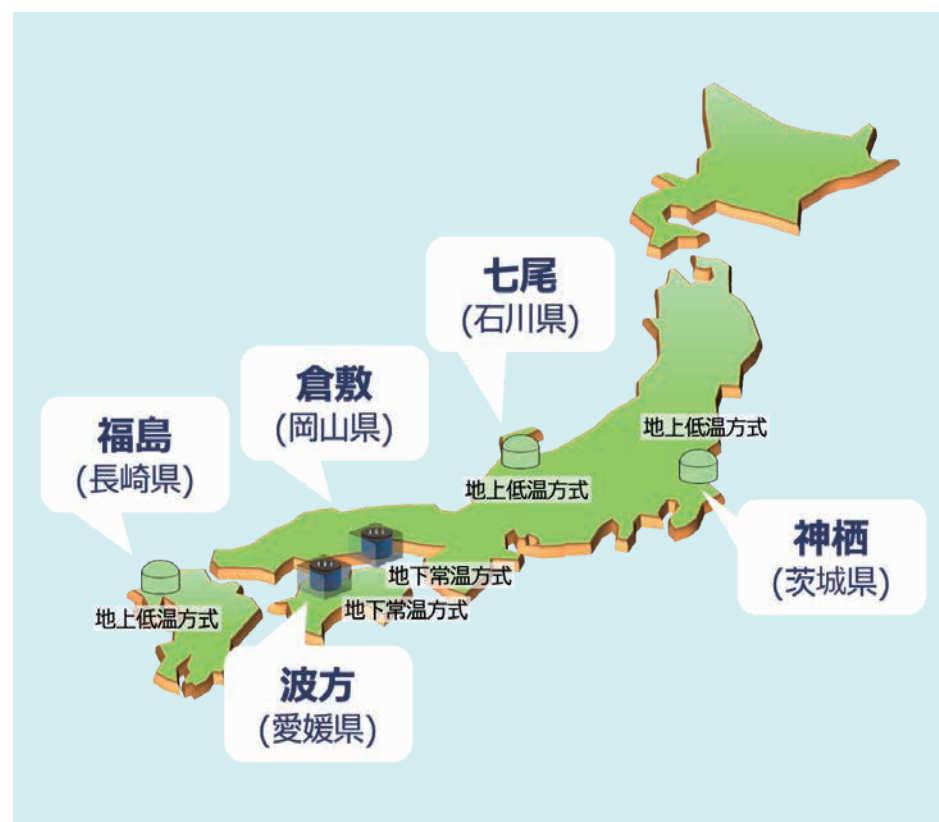 七尾
(石川県)
倉敷
(岡山県)
福島
(長崎県)
地上低温方式
地上低温方式
神栖
(茨城県)
地下常温方式
地下常温方式
地上低温方式
波方
(愛媛県)